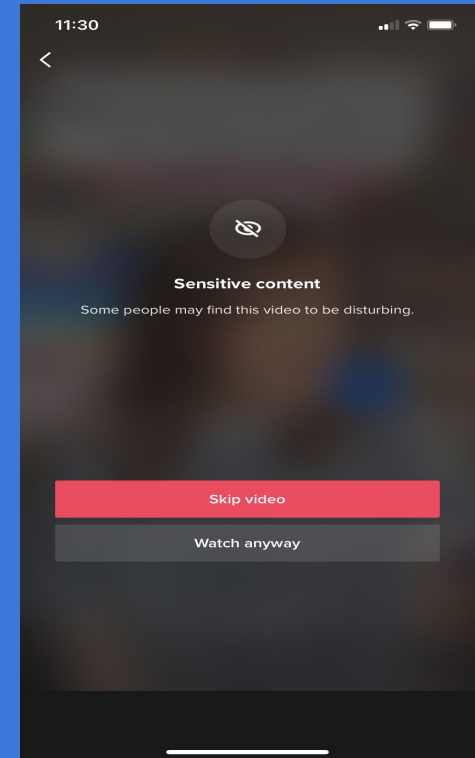 11:30
Sensitive content
Some people may find this video to be disturbing.
Skip video
Watch anyway